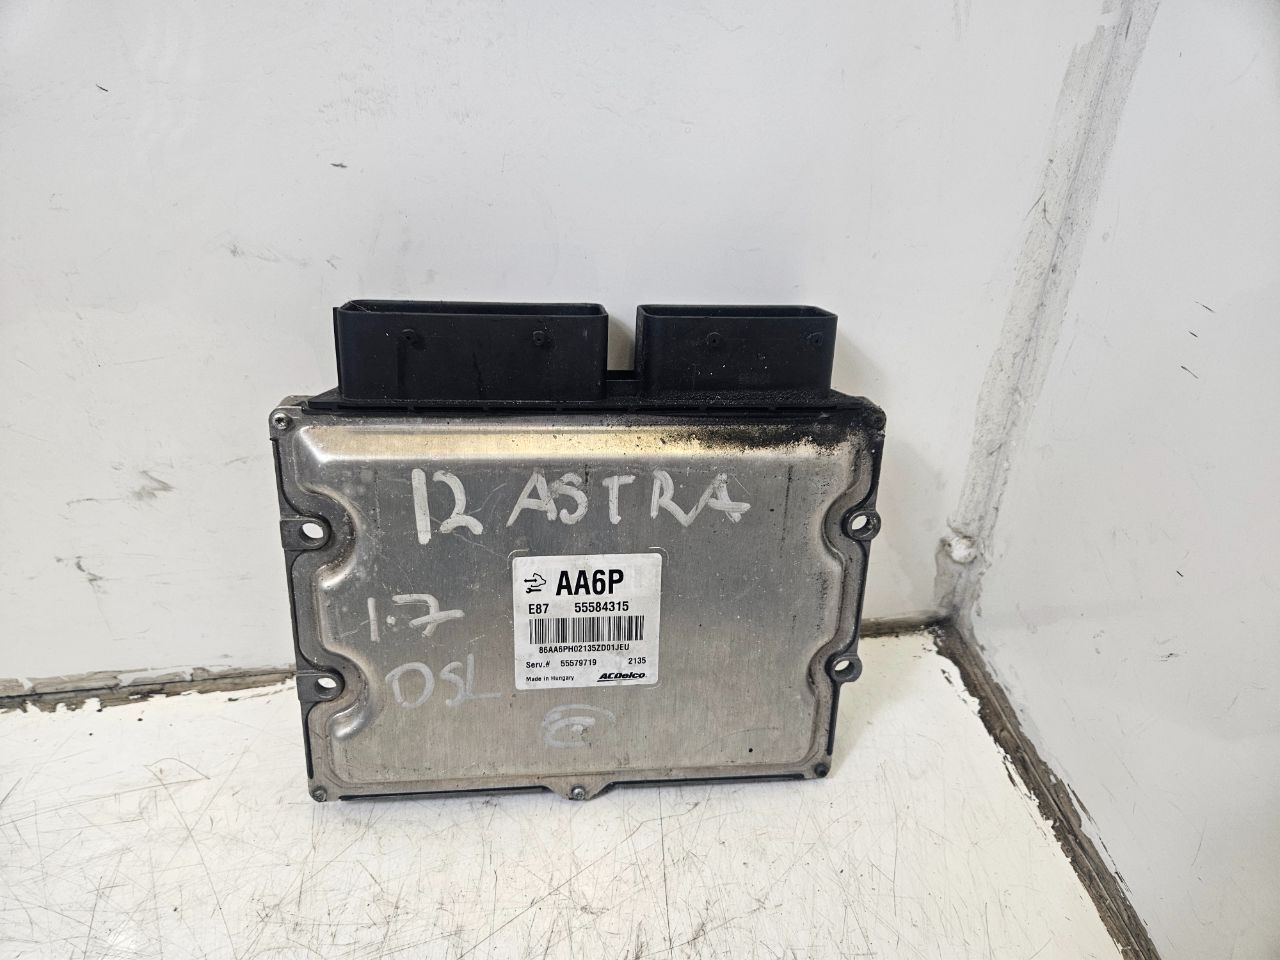 12 ASTRA
1.7
DSL
AA6P
E87 55584315
86AA6PH02135ZD01JEU
Serv.# 55579719 2135
Made in Hungary ACDelco